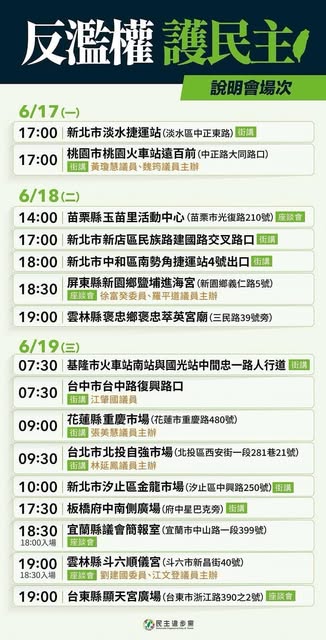 反濫權 護民主
說明會場次
6/17(一)
17:00 新北市淡水捷運站(淡水區中正東路) 街講
17:00 桃園市桃園火車站遠百前(中正路大同路口)
街講 黃瓊慧議員、魏筠議員主辦
6/18(二)
14:00 苗栗縣玉苗里活動中心(苗栗市光復路210號) 座談會
17:00 新北市新店區民族路建國路交叉路口 街講
18:00 新北市中和區南勢角捷運站4號出口 街講
18:30 屏東縣新園鄉鹽埔進海宮(新園鄉義仁路5號)
座談會 徐富癸委員、羅平道議員主辦
19:00 雲林縣褒忠鄉褒忠萃英宮廟(三民路39號旁)
6/19(三)
07:30 基隆市火車站南站與國光站中間忠一路人行道 街講
07:30 台中市台中路復興路口
街講 江肇國議員
09:00 花蓮縣重慶市場(花蓮市重慶路480號)
街講 張美慧議員主辦
09:30 台北市北投自強市場(北投區西安街一段281巷21號)
街講 林延鳳議員主辦
10:00 新北市汐止區金龍市場(汐止區中興路250號) 街講
17:30 板橋府中南側廣場(府中星巴克旁) 街講
18:30 宜蘭縣議會簡報室(宜蘭市中山路一段399號)
18:00入場 座談會
19:00 雲林縣斗六順儀宮(斗六市新昌街40號)
18:30入場 座談會 劉建國委員、江文登議員主辦
19:00 台東縣顯天宮廣場(台東市浙江路390之2號) 座談會
民主進步黨